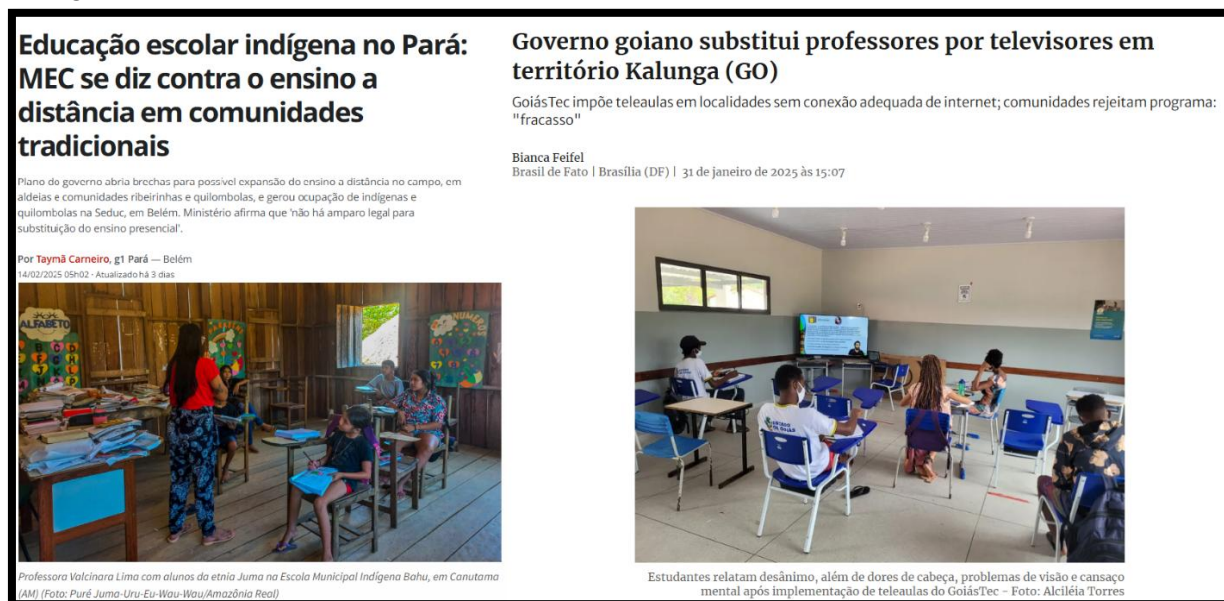 Educação escolar indígena no Pará:
MEC se diz contra o ensino a
distância em comunidades
tradicionais
Plano do governo abria brechas para possível expansão do ensino a distância no campo, em
aldeias e comunidades ribeirinhas e quilombolas, e gerou ocupação de indígenas e
quilombolas na Seduc, em Belém. Ministério afirma que 'não há amparo legal para
substituição do ensino presencial'.
Por Taymã Carneiro, g1 Pará — Belém
14/02/2025 05h02 · Atualizado há 3 dias
ALFABETO
NUMEROS
Professora Valcinara Lima com alunos da etnia Juma na Escola Municipal Indígena Bahu, em Canutama
(AM) (Foto: Puré Juma-Uru-Eu-Wau-Wau/Amazônia Real)
Governo goiano substitui professores por televisores em
território Kalunga (GO)
GoiásTec impõe teleaulas em localidades sem conexão adequada de internet; comunidades rejeitam programa:
"fracasso"
Bianca Feifel
Brasil de Fato | Brasília (DF) | 31 de janeiro de 2025 às 15:07
Estudantes relatam desânimo, além de dores de cabeça, problemas de visão e cansaço
mental após implementação de teleaulas do GoiásTec - Foto: Alciléia Torres